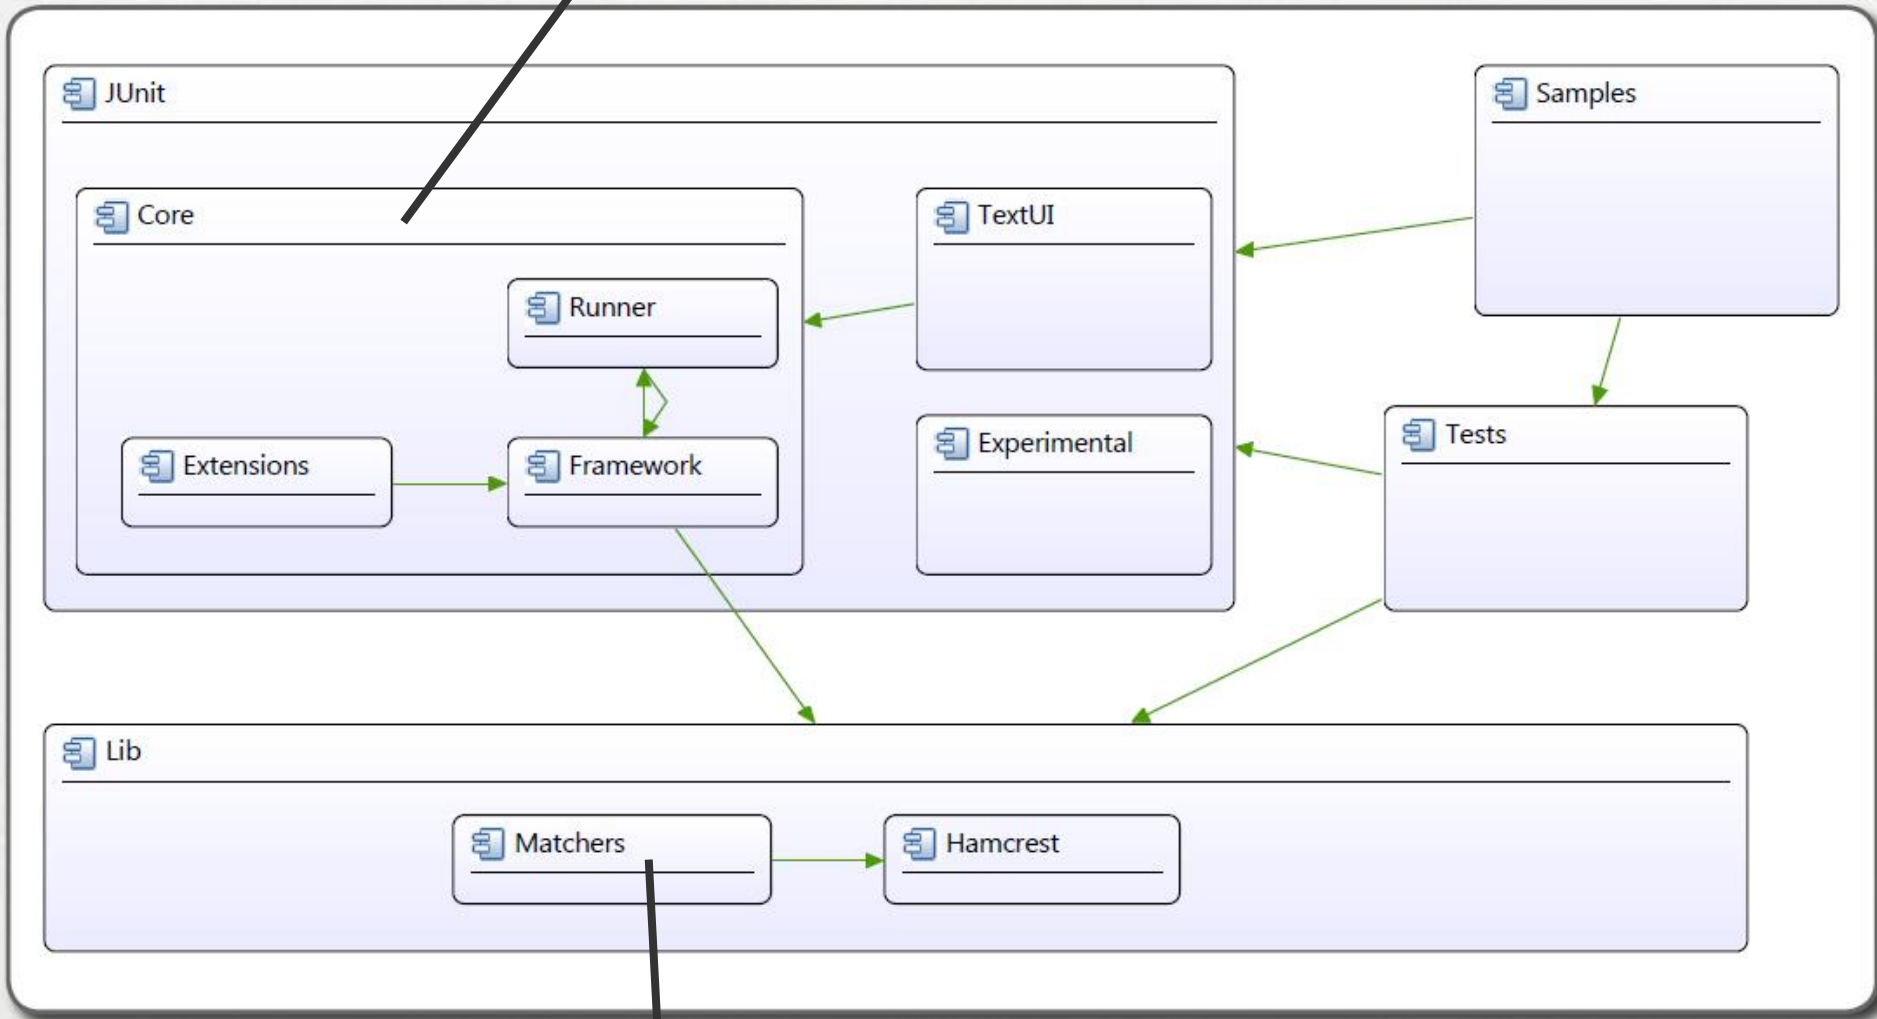 JUnit
Samples
Core
TextUI
Runner
Experimental
Tests
Extensions
Framework
Lib
Matchers
Hamcrest